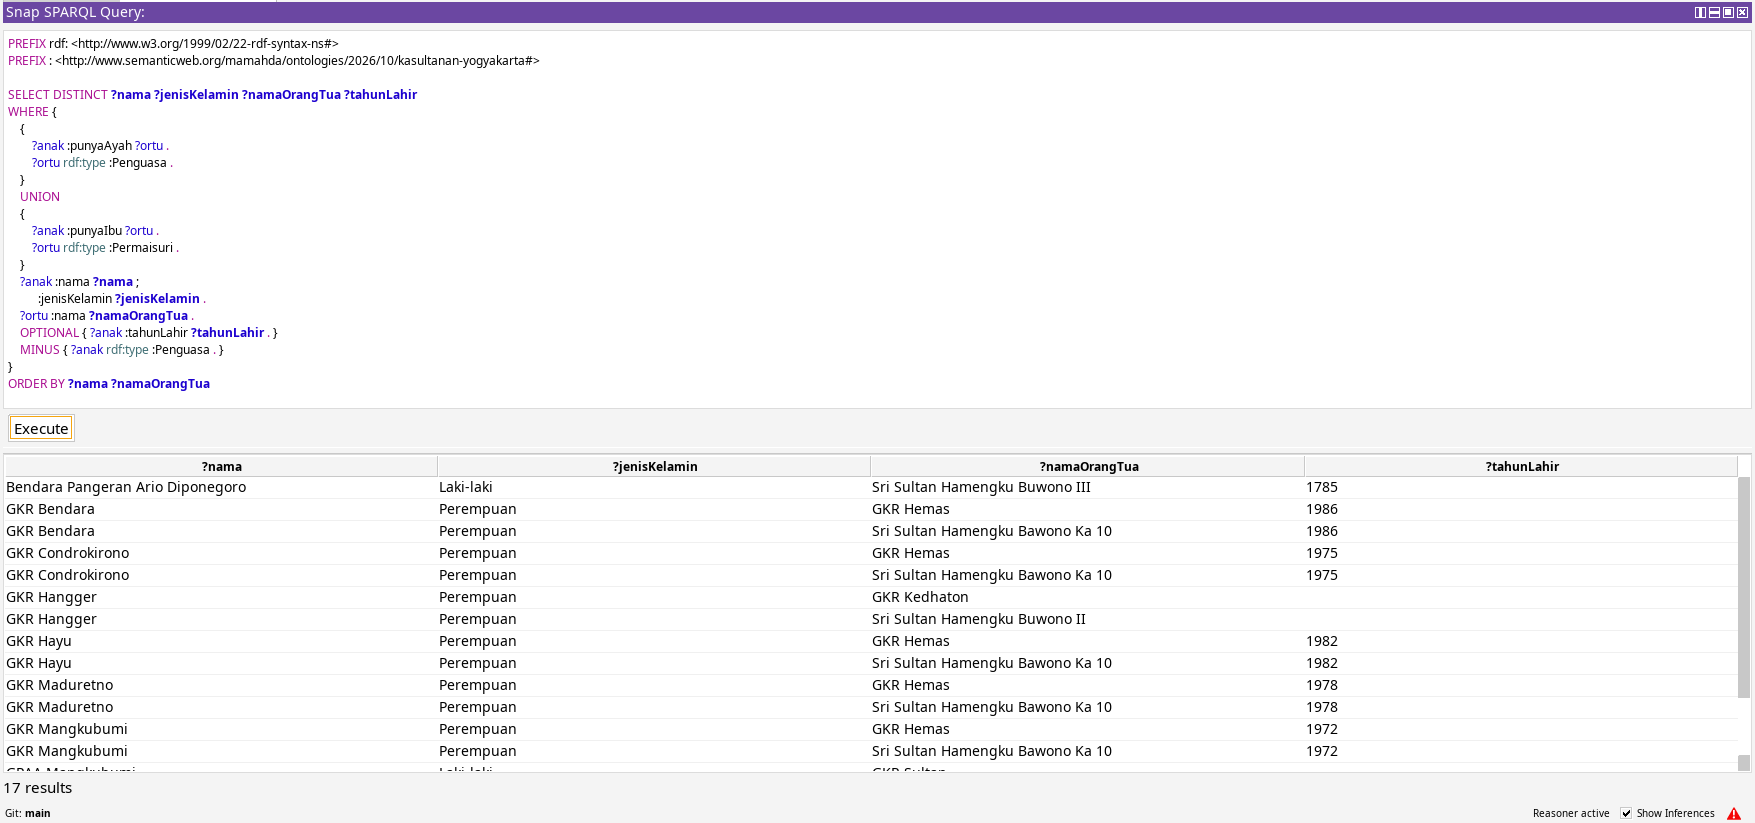 Snap SPARQL Query:
PREFIX rdf: <http://www.w3.org/1999/02/22-rdf-syntax-ns#>
PREFIX : <http://www.semanticweb.org/mamahda/ontologies/2026/10/kasultanan-yogyakarta#>
SELECT DISTINCT ?nama ?jenisKelamin ?namaOrangTua ?tahunLahir
WHERE {
{
?anak :punyaAyah ?ortu .
?ortu rdf:type :Penguasa .
}
UNION
{
?anak :punyaIbu ?ortu .
?ortu rdf:type :Permaisuri .
}
?anak :nama ?nama ;
:jenisKelamin ?jenisKelamin .
?ortu :nama ?namaOrangTua .
OPTIONAL { ?anak :tahunLahir ?tahunLahir . }
MINUS { ?anak rdf:type :Penguasa . }
}
ORDER BY ?nama ?namaOrangTua
Execute
?nama ?jenisKelamin ?namaOrangTua ?tahunLahir
Bendara Pangeran Ario Diponegoro Laki-laki Sri Sultan Hamengku Buwono III 1785
GKR Bendara Perempuan GKR Hemas 1986
GKR Bendara Perempuan Sri Sultan Hamengku Bawono Ka 10 1986
GKR Condrokirono Perempuan GKR Hemas 1975
GKR Condrokirono Perempuan Sri Sultan Hamengku Bawono Ka 10 1975
GKR Hangger Perempuan GKR Kedhaton
GKR Hangger Perempuan Sri Sultan Hamengku Buwono II
GKR Hayu Perempuan GKR Hemas 1982
GKR Hayu Perempuan Sri Sultan Hamengku Bawono Ka 10 1982
GKR Maduretno Perempuan GKR Hemas 1978
GKR Maduretno Perempuan Sri Sultan Hamengku Bawono Ka 10 1978
GKR Mangkubumi Perempuan GKR Hemas 1972
GKR Mangkubumi Perempuan Sri Sultan Hamengku Bawono Ka 10 1972
17 results
Git: main
Reasoner active Show Inferences